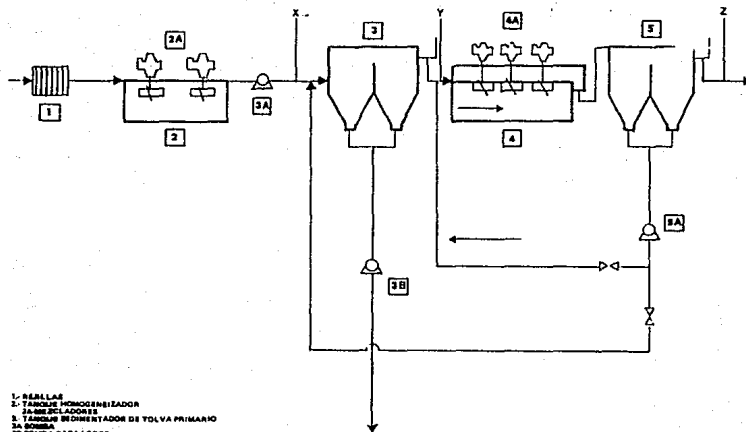 X
Y
Z
2A
3
4A
5
1
2
3A
4
5A
3B
1.- REJILLAS
2.- TANQUE HOMOGENEIZADOR
2A-MEZCLADORES
3.- TANQUE SEDIMENTADOR DE TOLVA PRIMARIO
3A BOMBA